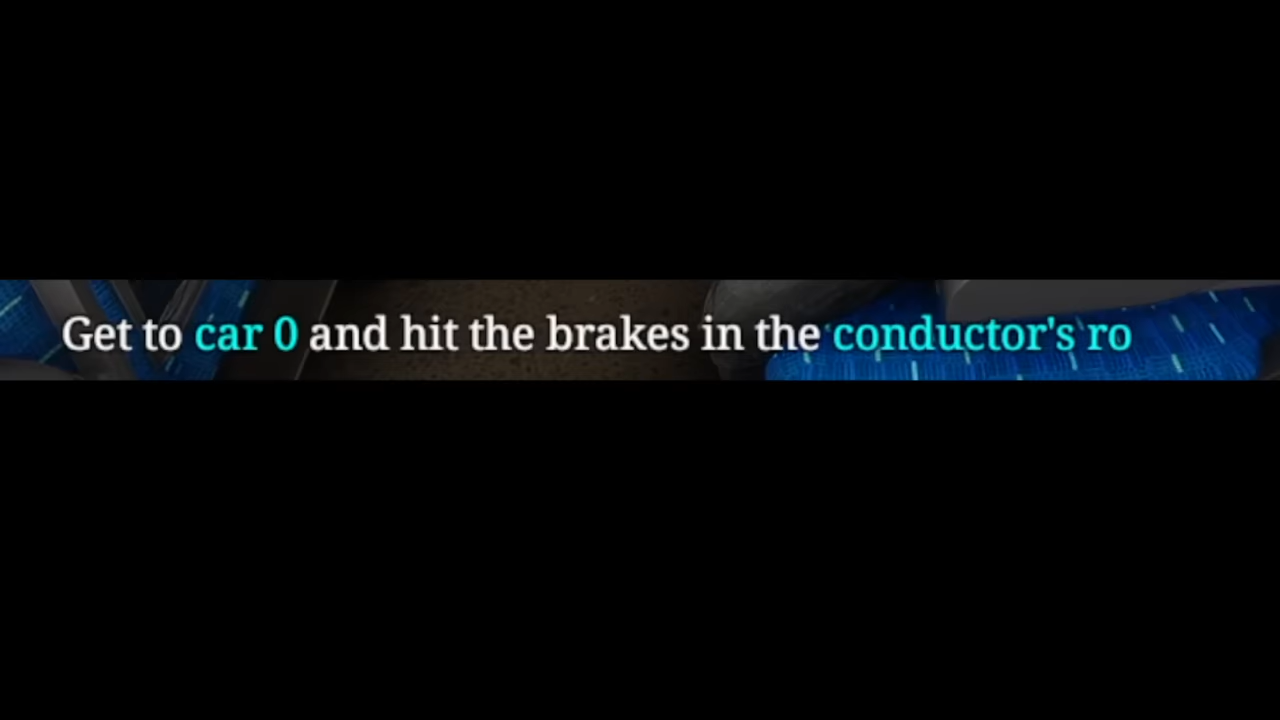 Get to car 0 and hit the brakes in the conductor's ro